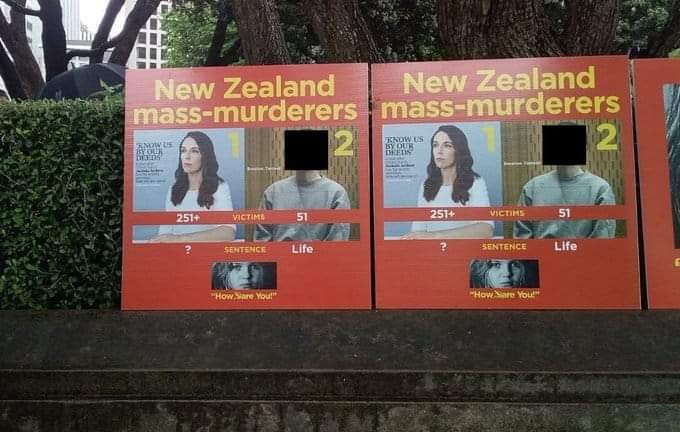 New Zealand
mass-murderers
1
2
"KNOW US
BY OUR
DEEDS"
251+ VICTIMS 51
? SENTENCE Life
"How Dare You!"
New Zealand
mass-murderers
1
2
"KNOW US
BY OUR
DEEDS"
251+ VICTIMS 51
? SENTENCE Life
"How Dare You!"